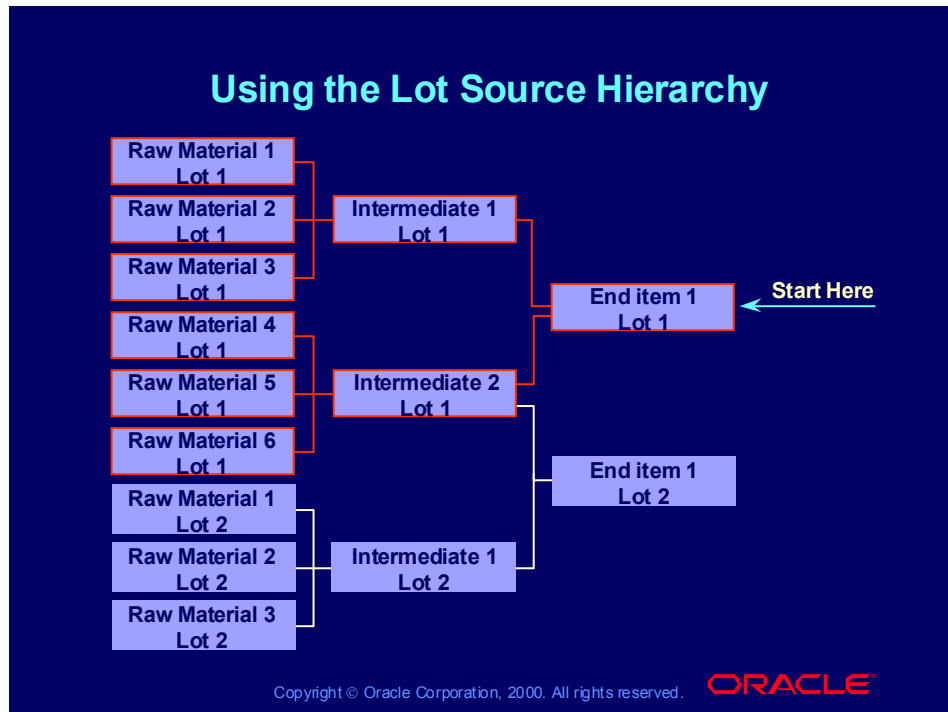 Using the Lot Source Hierarchy
Raw Material 1
Lot 1
Raw Material 2
Lot 1
Raw Material 3
Lot 1
Raw Material 4
Lot 1
Raw Material 5
Lot 1
Raw Material 6
Lot 1
Raw Material 1
Lot 2
Raw Material 2
Lot 2
Raw Material 3
Lot 2
Intermediate 1
Lot 1
Intermediate 2
Lot 1
Intermediate 1
Lot 2
End item 1
Lot 1
End item 1
Lot 2
Start Here
Copyright © Oracle Corporation, 2000. All rights reserved.
ORACLE®